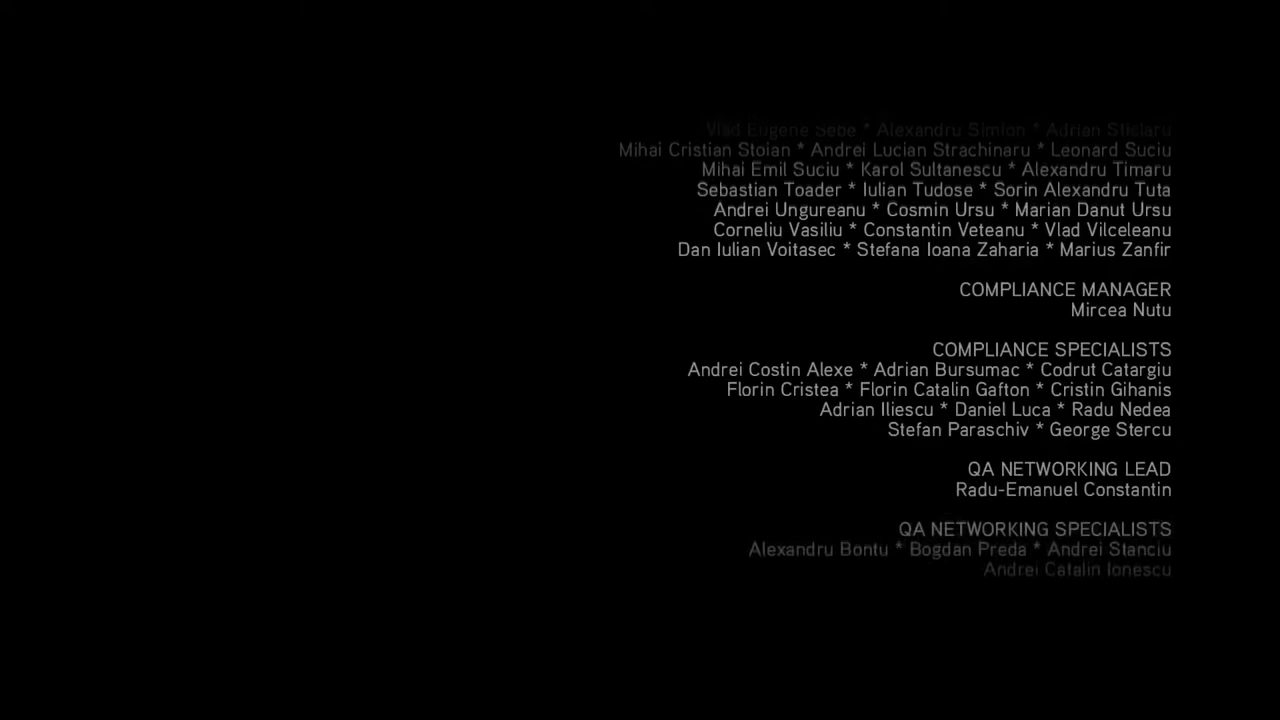 Vlad Eugene Sebe * Alexandru Simion * Adrian Stolaru
Mihai Cristian Stoian * Andrei Lucian Strachinaru * Leonard Suciu
Mihai Emil Suciu * Karol Sultanescu * Alexandru Timaru
Sebastian Toader * Iulian Tudose * Sorin Alexandru Tuta
Andrei Ungureanu * Cosmin Ursu * Marian Danut Ursu
Corneliu Vasiliu * Constantin Veteanu * Vlad Vilceleanu
Dan Iulian Voitasec * Stefana Ioana Zaharia * Marius Zanfir
COMPLIANCE MANAGER
Mircea Nutu
COMPLIANCE SPECIALISTS
Andrei Costin Alexe * Adrian Bursumac * Codrut Catargiu
Florin Cristea * Florin Catalin Gafton * Cristin Gihanis
Adrian Iliescu * Daniel Luca * Radu Nedea
Stefan Paraschiv * George Stercu
QA NETWORKING LEAD
Radu-Emanuel Constantin
QA NETWORKING SPECIALISTS
Alexandru Bontu * Bogdan Preda * Andrei Stanciu
Andrei Catalin Ionescu